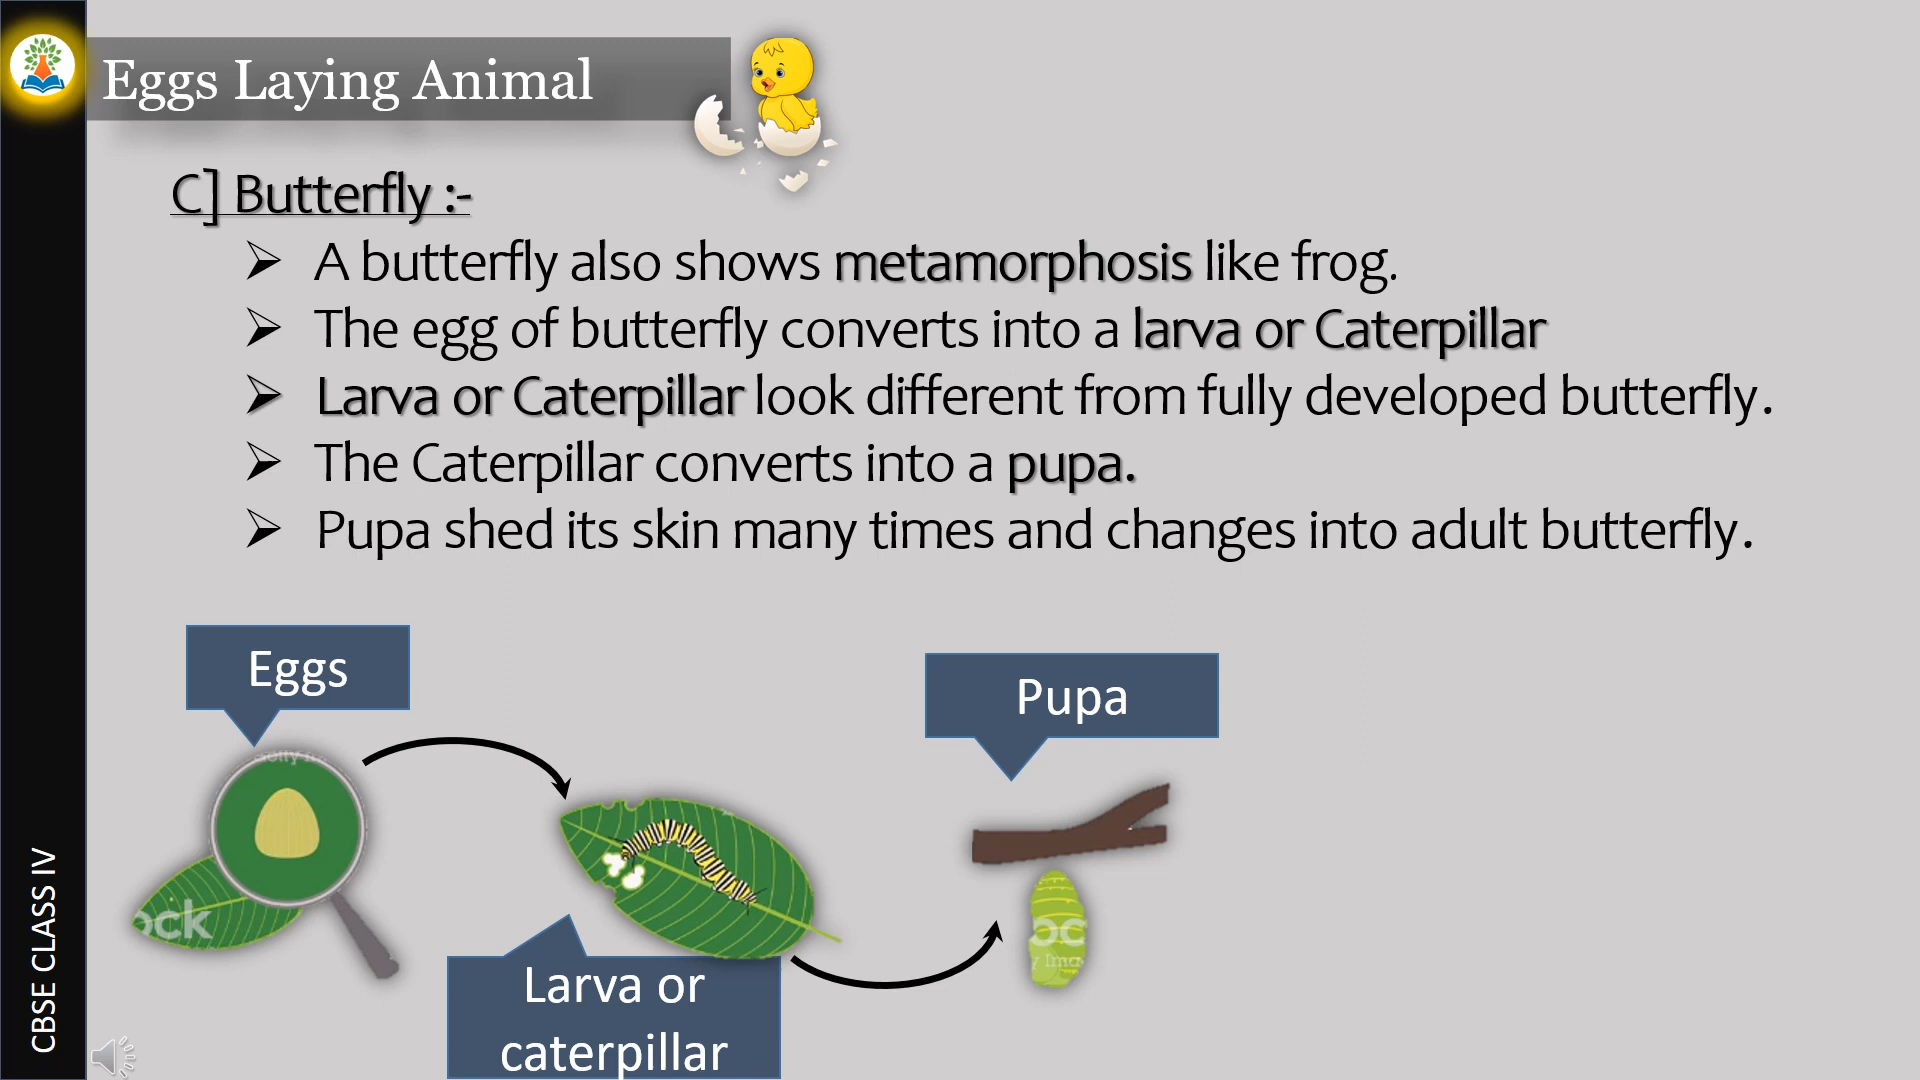 Eggs Laying Animal
C] Butterfly :-
➢ A butterfly also shows metamorphosis like frog.
➢ The egg of butterfly converts into a larva or Caterpillar
➢ Larva or Caterpillar look different from fully developed butterfly.
➢ The Caterpillar converts into a pupa.
➢ Pupa shed its skin many times and changes into adult butterfly.
Eggs
Pupa
Larva or
caterpillar
CBSE CLASS IV